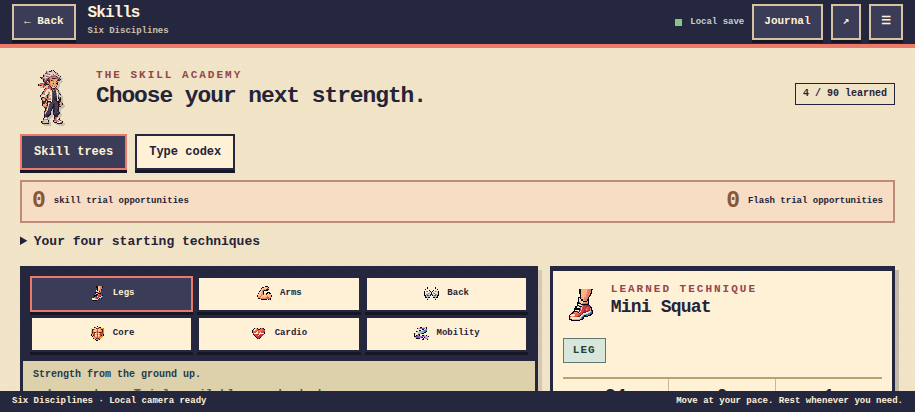 ← Back
Skills
Six Disciplines
Local save
Journal
↗
☰
THE SKILL ACADEMY
Choose your next strength.
4 / 90 learned
Skill trees
Type codex
0 skill trial opportunities
0 Flash trial opportunities
▶ Your four starting techniques
Legs
Arms
Back
Core
Cardio
Mobility
Strength from the ground up.
LEARNED TECHNIQUE
Mini Squat
LEG
Six Disciplines · Local camera ready
Move at your pace. Rest whenever you need.